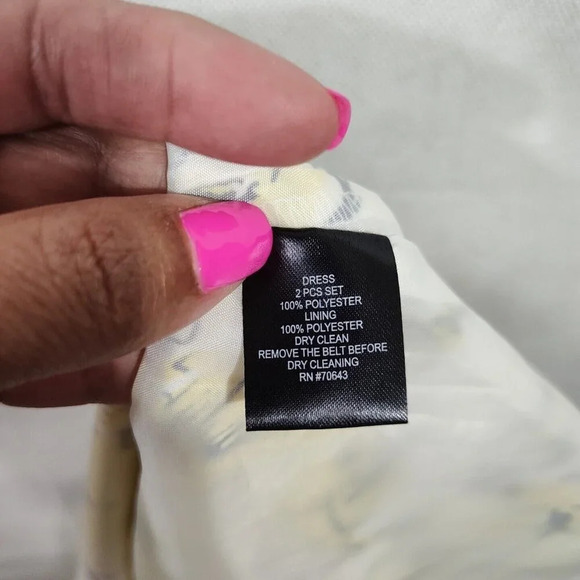 DRESS
2 PCS SET
100% POLYESTER
LINING
100% POLYESTER
DRY CLEAN
REMOVE THE BELT BEFORE
DRY CLEANING
RN #70643